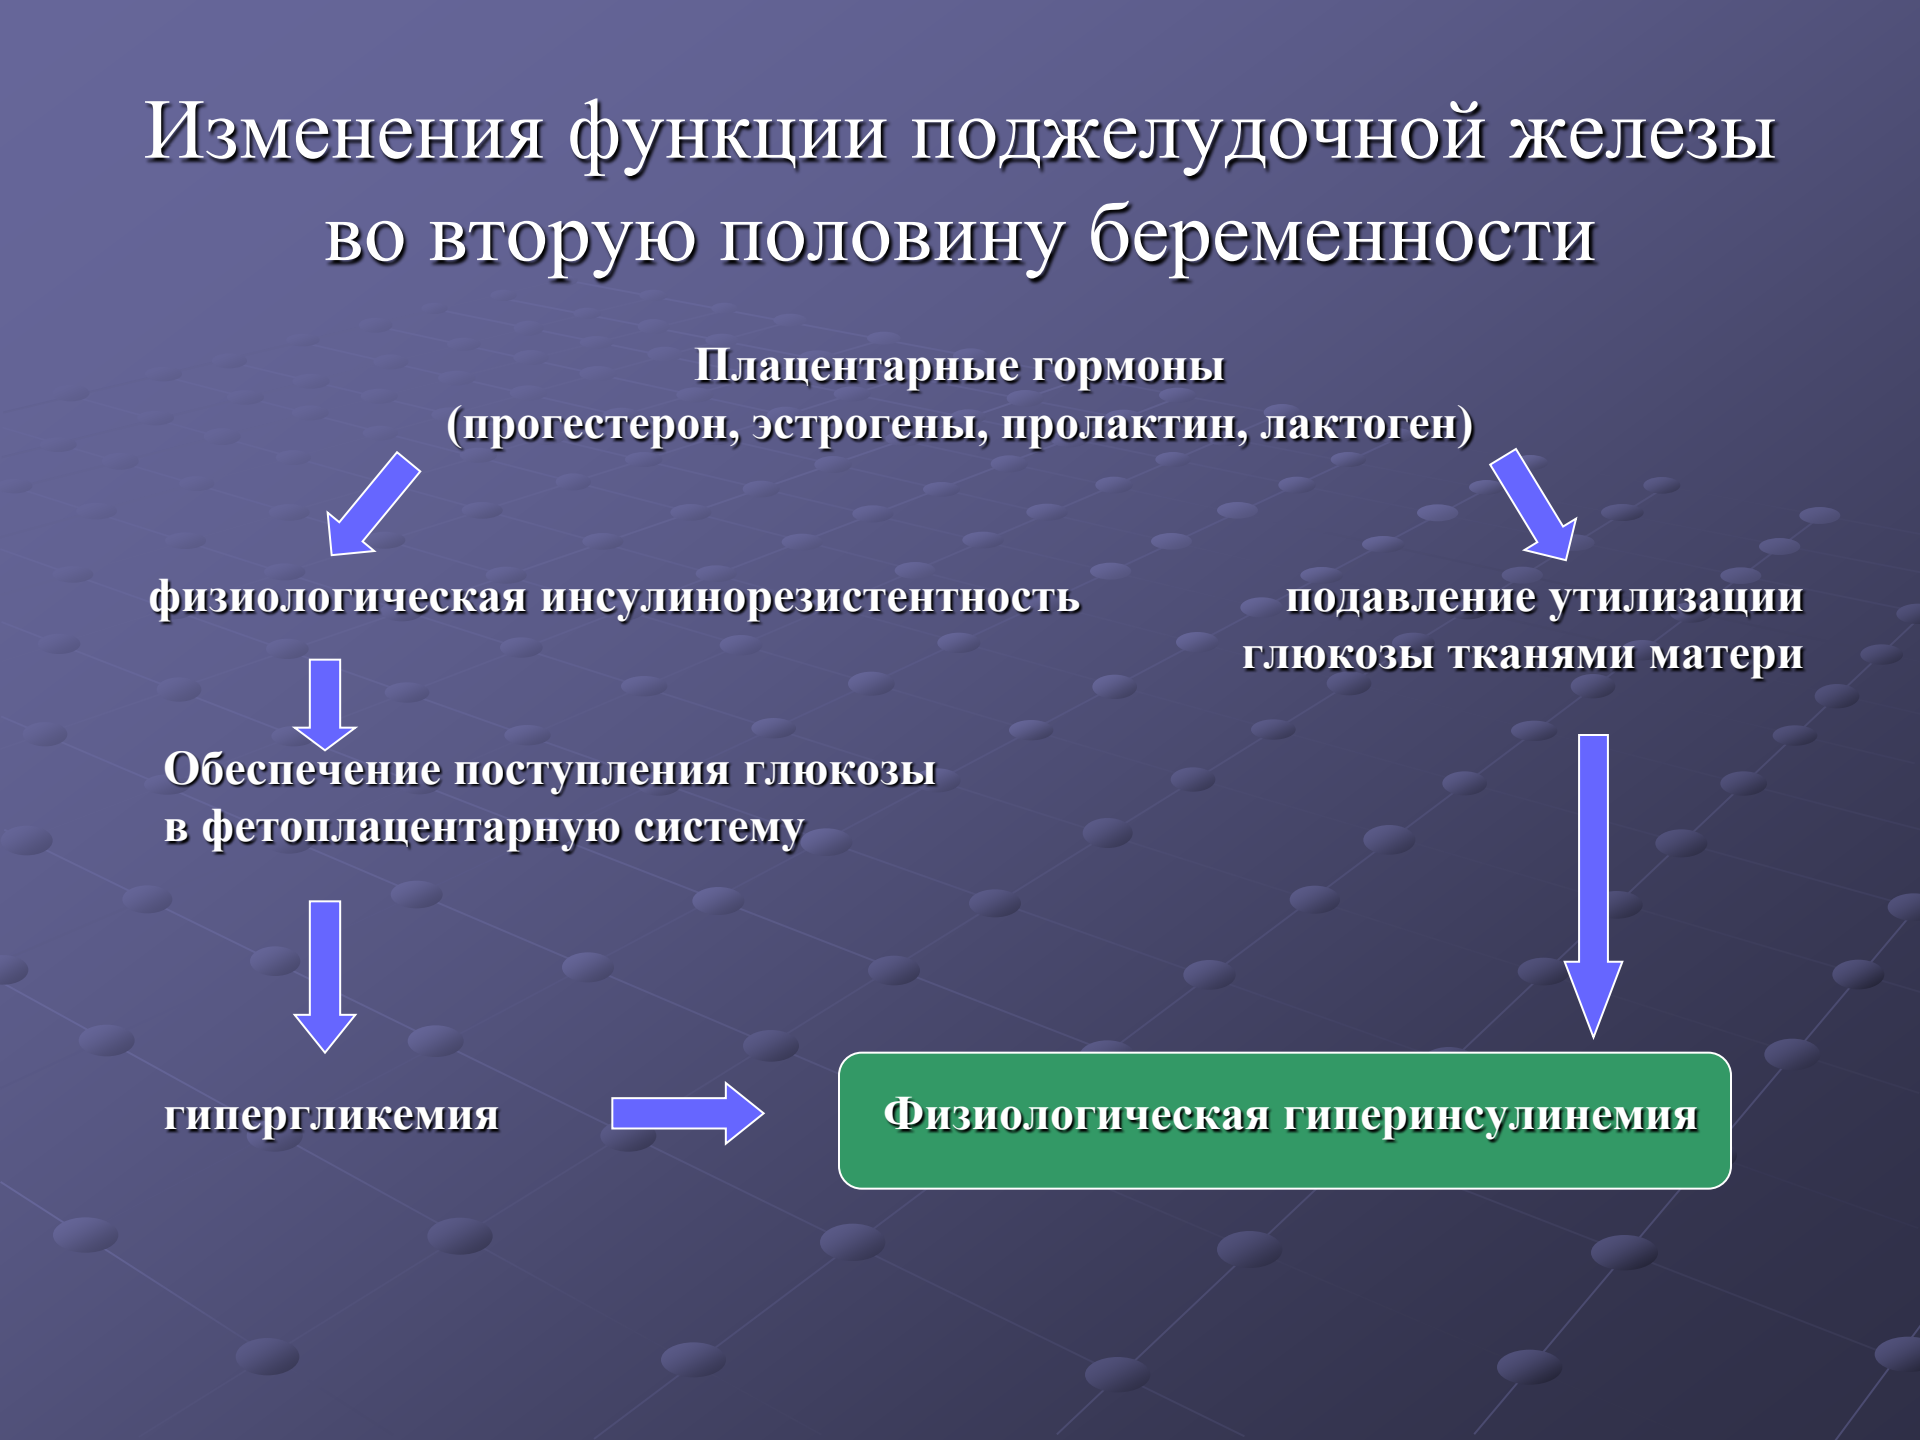 Изменения функции поджелудочной железы
во вторую половину беременности
Плацентарные гормоны
(прогестерон, эстрогены, пролактин, лактоген)
физиологическая инсулинорезистентность
подавление утилизации
глюкозы тканями матери
Обеспечение поступления глюкозы
в фетоплацентарную систему
гипергликемия
Физиологическая гиперинсулинемия